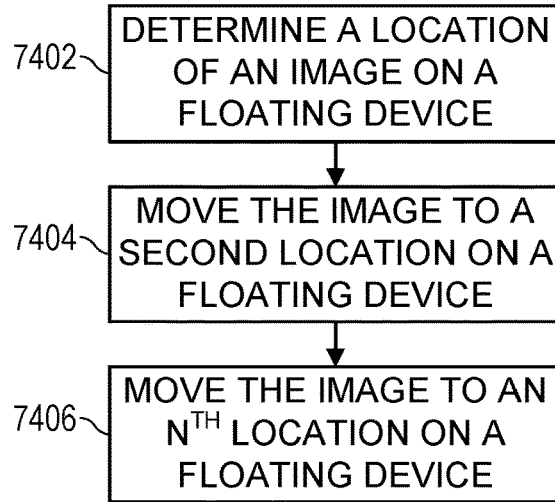 7402
DETERMINE A LOCATION
OF AN IMAGE ON A
FLOATING DEVICE
7404
MOVE THE IMAGE TO A
SECOND LOCATION ON A
FLOATING DEVICE
7406
MOVE THE IMAGE TO AN
NTH LOCATION ON A
FLOATING DEVICE